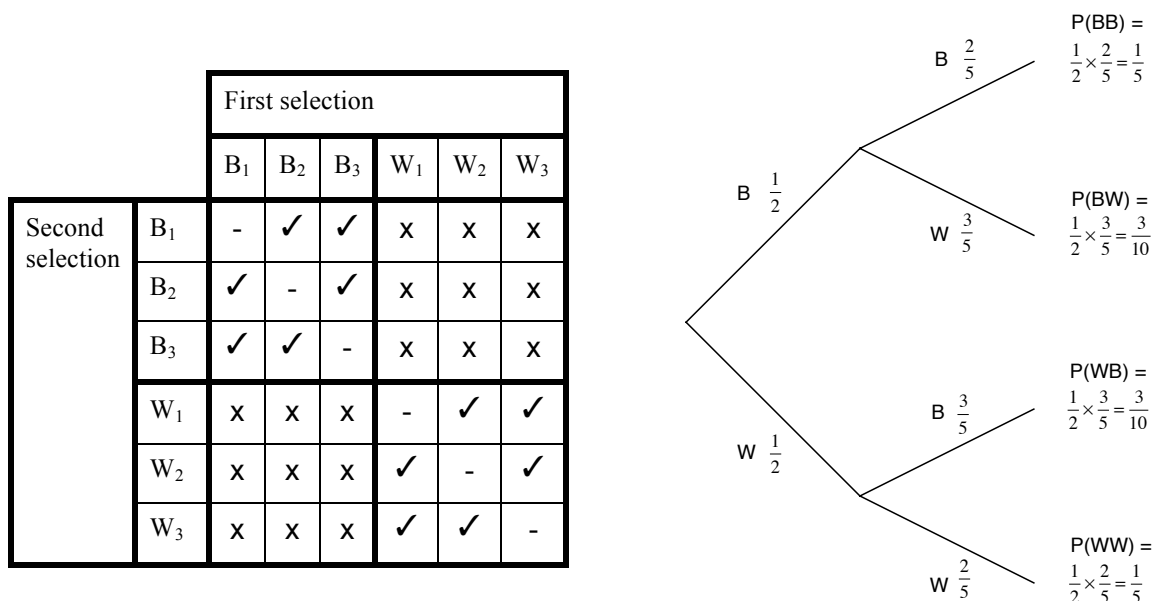 First selection
B₁ B₂ B₃ W₁ W₂ W₃
Second selection
B₁ - ✓ ✓ x x x
B₂ ✓ - ✓ x x x
B₃ ✓ ✓ - x x x
W₁ x x x - ✓ ✓
W₂ x x x ✓ - ✓
W₃ x x x ✓ ✓ -
B 1/2
W 1/2
B 2/5
W 3/5
B 3/5
W 2/5
P(BB) =
1/2 × 2/5 = 1/5
P(BW) =
1/2 × 3/5 = 3/10
P(WB) =
1/2 × 3/5 = 3/10
P(WW) =
1/2 × 2/5 = 1/5